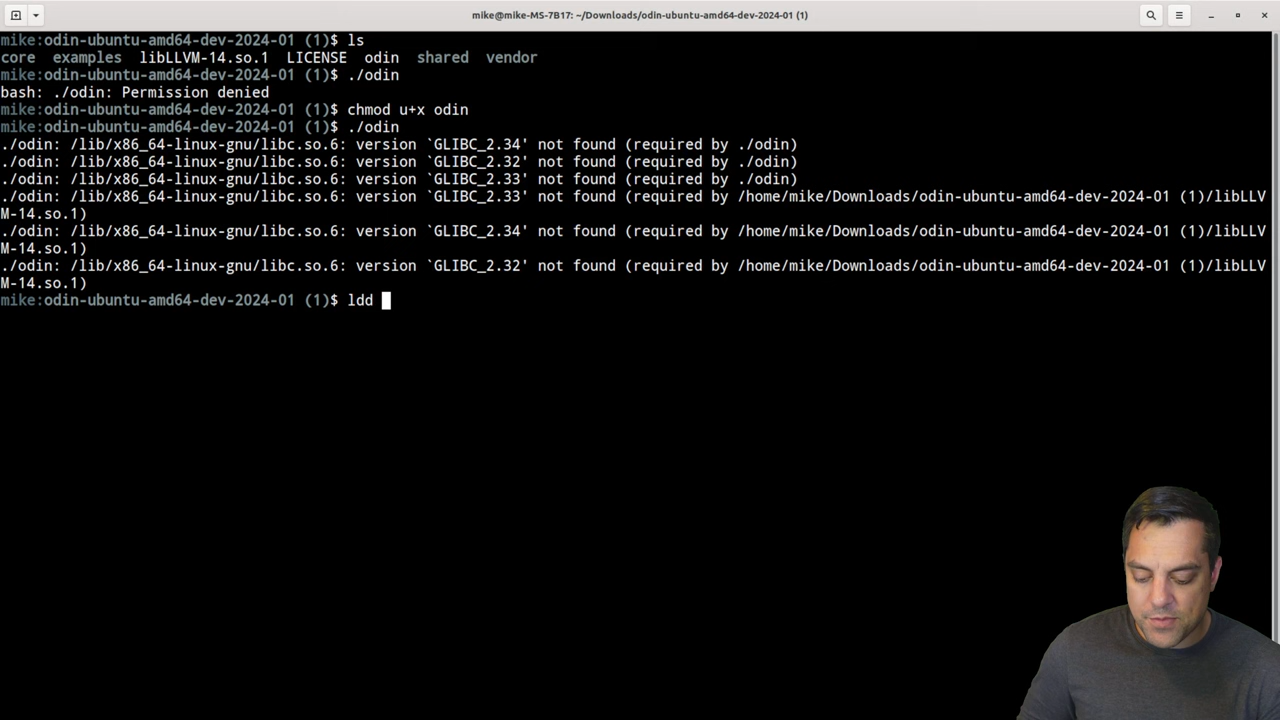 mike@mike-MS-7B17: ~/Downloads/odin-ubuntu-amd64-dev-2024-01 (1)
mike:odin-ubuntu-amd64-dev-2024-01 (1)$ ls
core  examples  libLLVM-14.so.1  LICENSE  odin  shared  vendor
mike:odin-ubuntu-amd64-dev-2024-01 (1)$ ./odin
bash: ./odin: Permission denied
mike:odin-ubuntu-amd64-dev-2024-01 (1)$ chmod u+x odin
mike:odin-ubuntu-amd64-dev-2024-01 (1)$ ./odin
./odin: /lib/x86_64-linux-gnu/libc.so.6: version `GLIBC_2.34' not found (required by ./odin)
./odin: /lib/x86_64-linux-gnu/libc.so.6: version `GLIBC_2.32' not found (required by ./odin)
./odin: /lib/x86_64-linux-gnu/libc.so.6: version `GLIBC_2.33' not found (required by ./odin)
./odin: /lib/x86_64-linux-gnu/libc.so.6: version `GLIBC_2.33' not found (required by /home/mike/Downloads/odin-ubuntu-amd64-dev-2024-01 (1)/libLLV
M-14.so.1)
./odin: /lib/x86_64-linux-gnu/libc.so.6: version `GLIBC_2.34' not found (required by /home/mike/Downloads/odin-ubuntu-amd64-dev-2024-01 (1)/libLLV
M-14.so.1)
./odin: /lib/x86_64-linux-gnu/libc.so.6: version `GLIBC_2.32' not found (required by /home/mike/Downloads/odin-ubuntu-amd64-dev-2024-01 (1)/libLLV
M-14.so.1)
mike:odin-ubuntu-amd64-dev-2024-01 (1)$ ldd